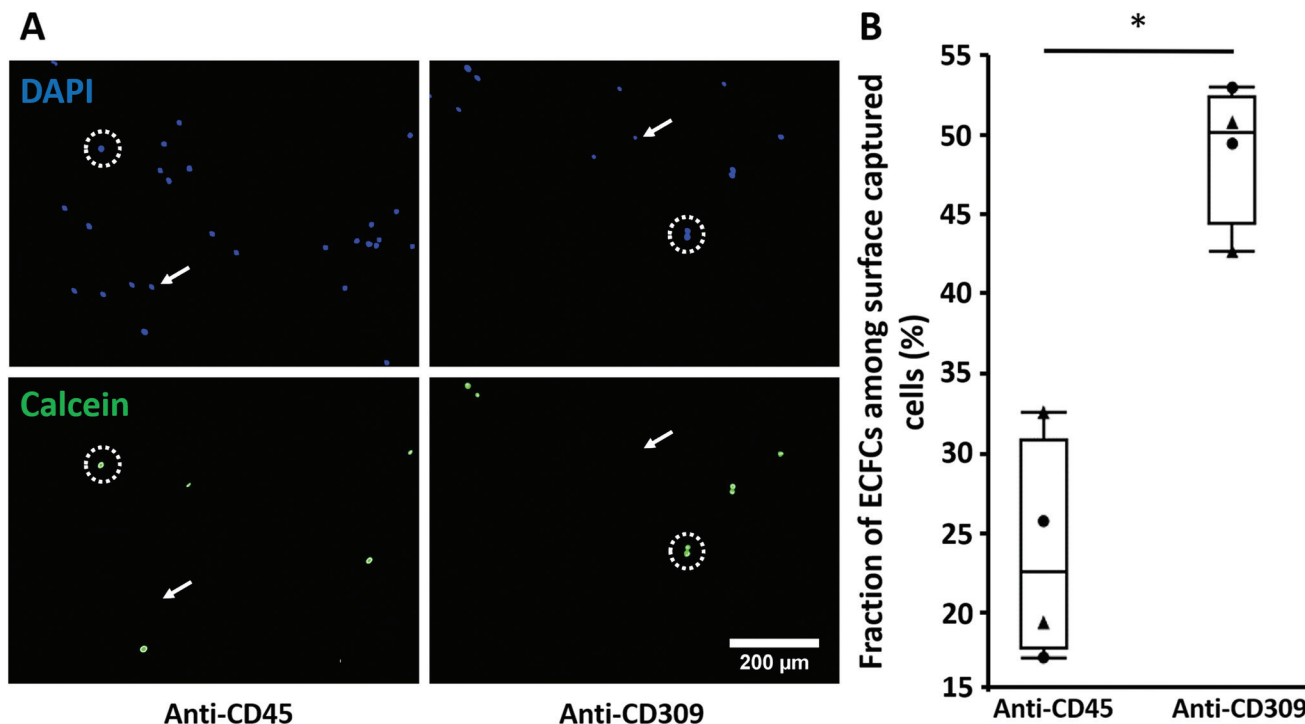 A
DAPI
Calcein
200 µm
Anti-CD45
Anti-CD309
B
*
Fraction of ECFCs among surface captured
cells (%)
55
50
45
40
35
30
25
20
15
Anti-CD45
Anti-CD309